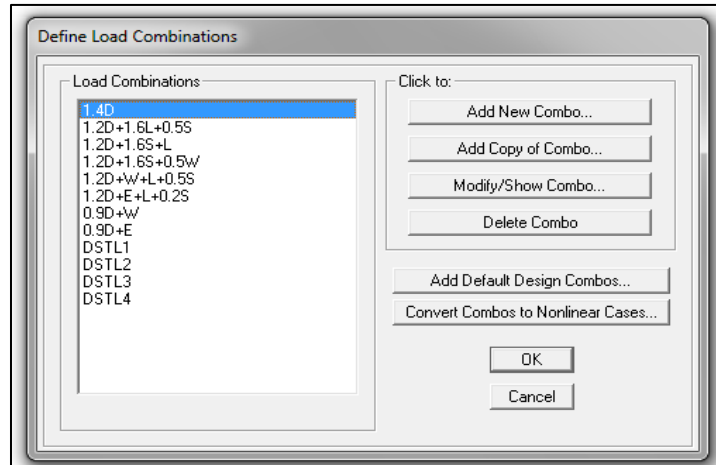 Define Load Combinations
Load Combinations
1.4D
1.2D+1.6L+0.5S
1.2D+1.6S+L
1.2D+1.6S+0.5W
1.2D+W+L+0.5S
1.2D+E+L+0.2S
0.9D+W
0.9D+E
DSTL1
DSTL2
DSTL3
DSTL4
Click to:
Add New Combo...
Add Copy of Combo...
Modify/Show Combo...
Delete Combo
Add Default Design Combos...
Convert Combos to Nonlinear Cases...
OK
Cancel